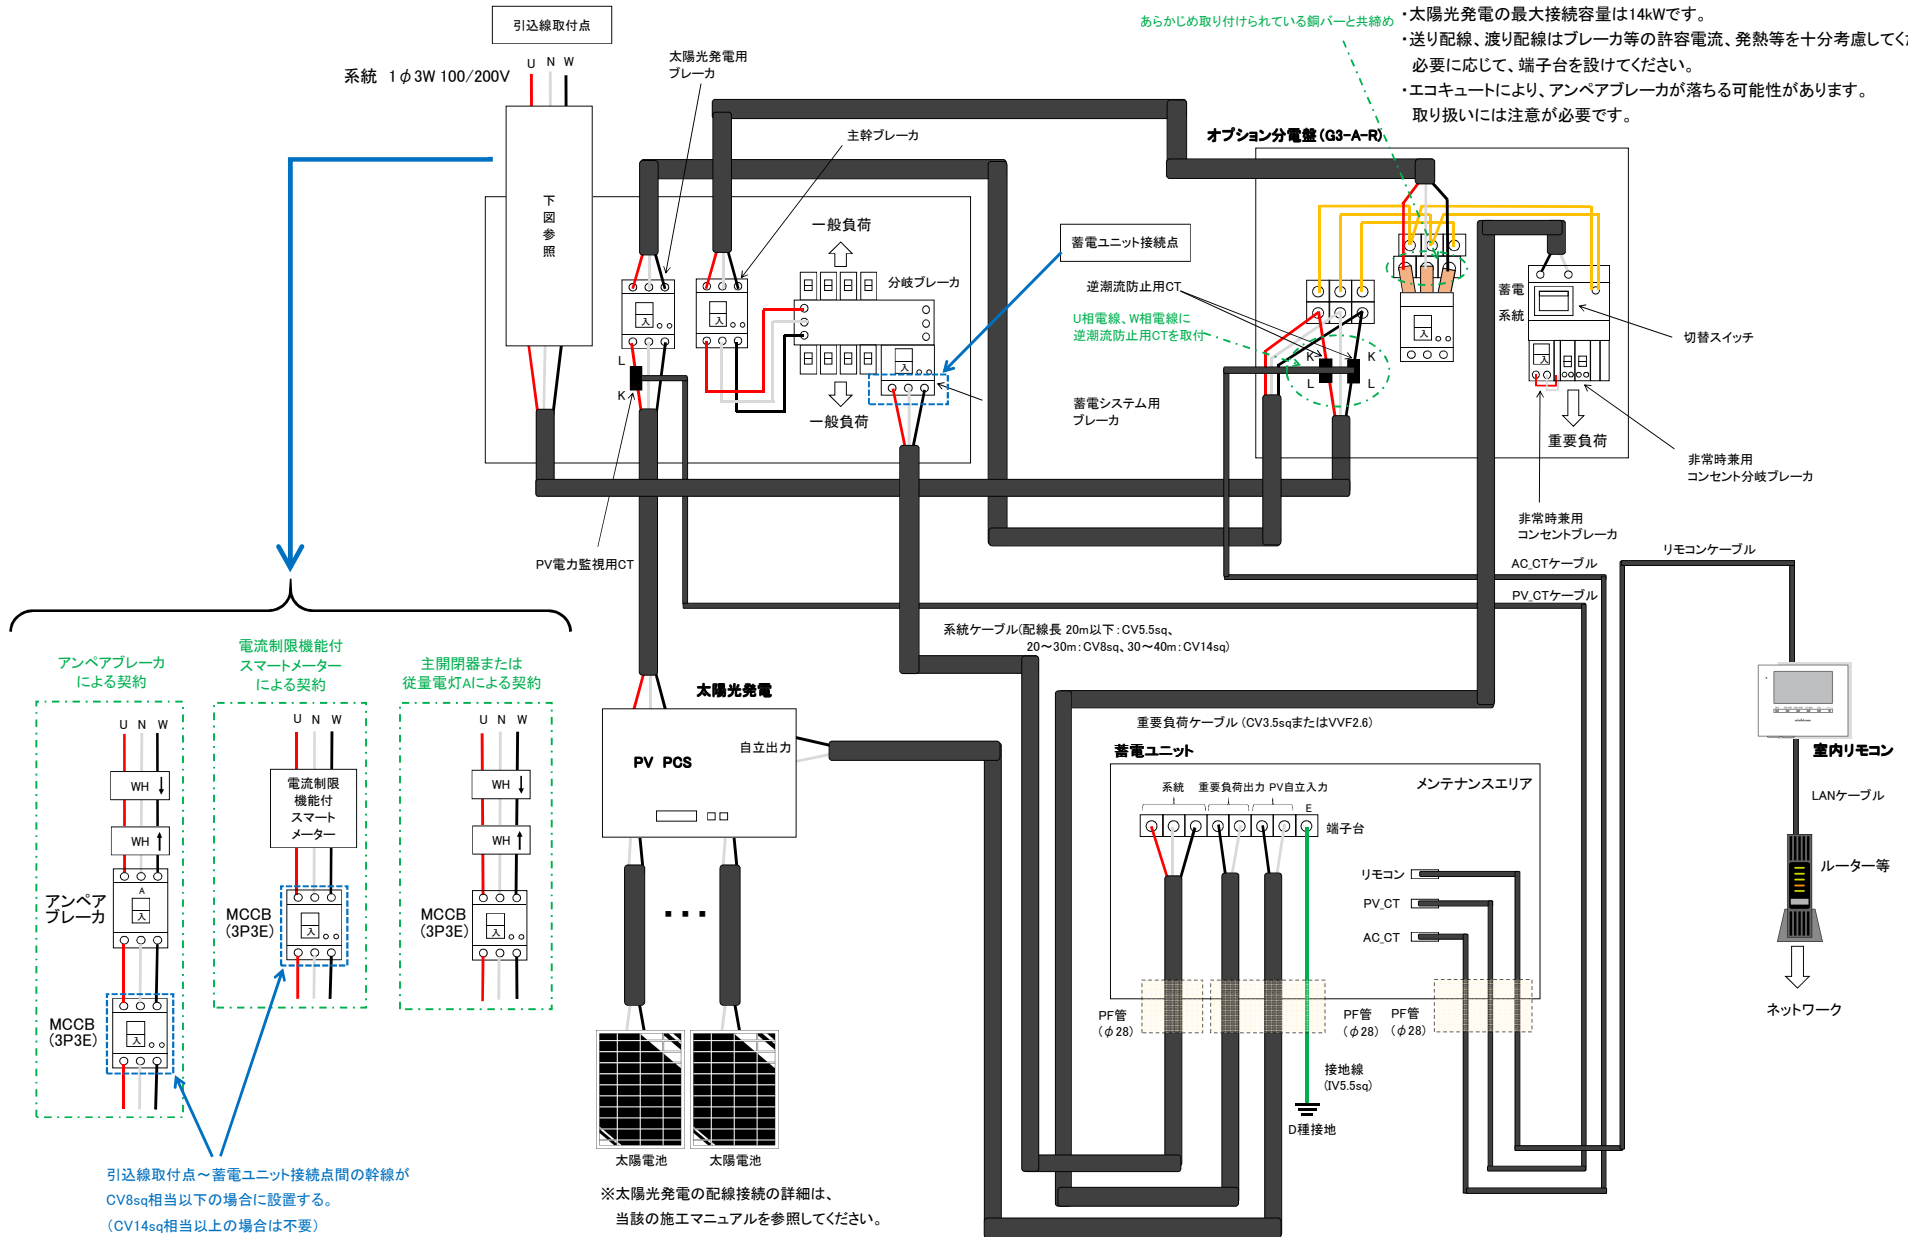 引込線取付点
系統 1φ3W 100/200V
U N W
下図参照
太陽光発電用
ブレーカ
主幹ブレーカ
一般負荷
分岐ブレーカ
入
入
入
L
K
一般負荷
蓄電システム用
ブレーカ
PV電力監視用CT
蓄電ユニット接続点
逆潮流防止用CT
U相電線、W相電線に
逆潮流防止用CTを取付
あらかじめ取り付けられている銅バーと共締め
・太陽光発電の最大接続容量は14kWです。
・送り配線、渡り配線はブレーカ等の許容電流、発熱等を十分考慮してくだ
必要に応じて、端子台を設けてください。
・エコキュートにより、アンペアブレーカが落ちる可能性があります。
取り扱いには注意が必要です。
オプション分電盤(G3-A-R)
K K
L L
入
蓄電
系統
入
切替スイッチ
重要負荷
非常時兼用
コンセント分岐ブレーカ
非常時兼用
コンセントブレーカ
リモコンケーブル
AC_CTケーブル
PV_CTケーブル
系統ケーブル(配線長 20m以下:CV5.5sq、
20~30m:CV8sq、30~40m:CV14sq)
重要負荷ケーブル (CV3.5sqまたはVVF2.6)
アンペアブレーカ
による契約
U N W
WH
WH
アンペア
ブレーカ
A
入
MCCB
(3P3E)
入
電流制限機能付
スマートメーター
による契約
U N W
電流制限
機能付
スマート
メーター
MCCB
(3P3E)
入
主開閉器または
従量電灯Aによる契約
U N W
WH
WH
MCCB
(3P3E)
入
引込線取付点~蓄電ユニット接続点間の幹線が
CV8sq相当以下の場合に設置する。
(CV14sq相当以上の場合は不要)
太陽光発電
PV PCS
自立出力
太陽電池
太陽電池
※太陽光発電の配線接続の詳細は、
当該の施工マニュアルを参照してください。
蓄電ユニット
メンテナンスエリア
系統 重要負荷出力 PV自立入力
E
端子台
リモコン
PV_CT
AC_CT
PF管
(φ28)
PF管
(φ28)
PF管
(φ28)
接地線
(IV5.5sq)
D種接地
室内リモコン
LANケーブル
ルーター等
ネットワーク